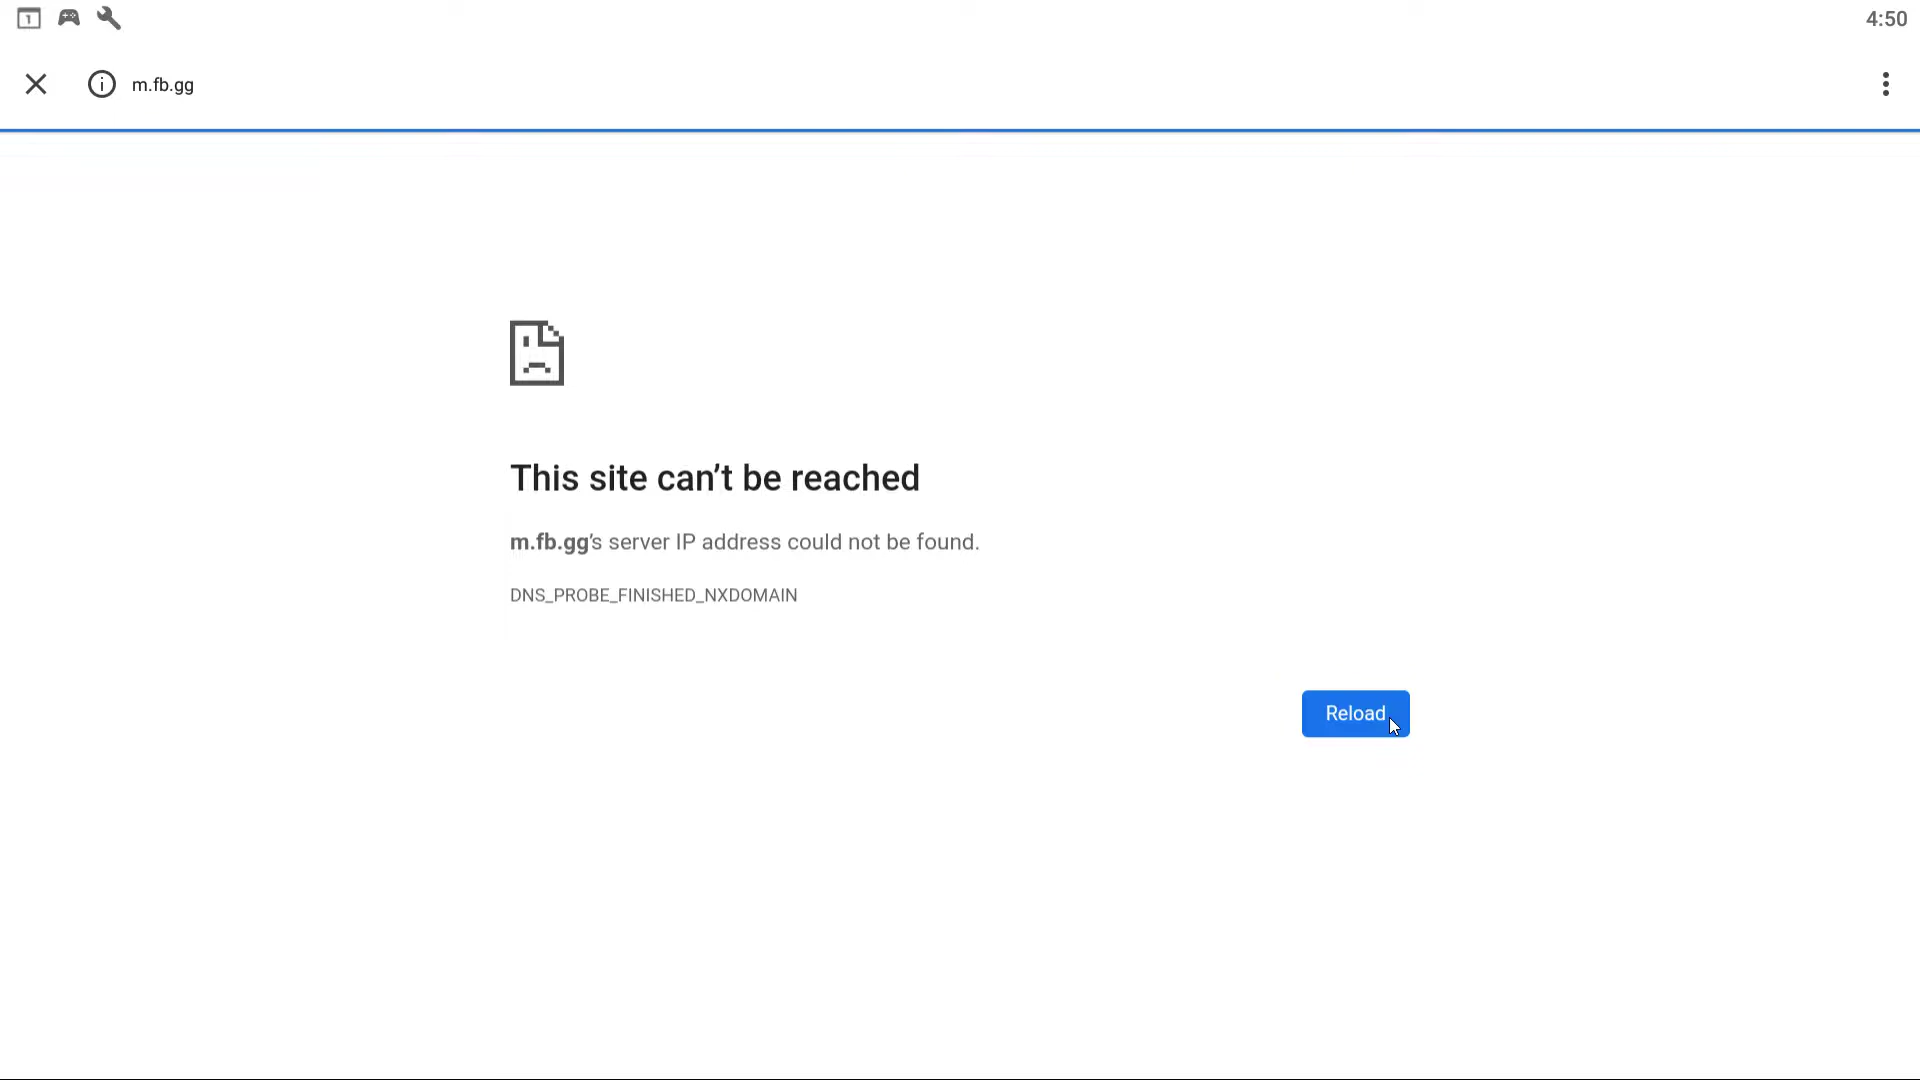 1
4:50
m.fb.gg
This site can’t be reached
m.fb.gg’s server IP address could not be found.
DNS_PROBE_FINISHED_NXDOMAIN
Reload